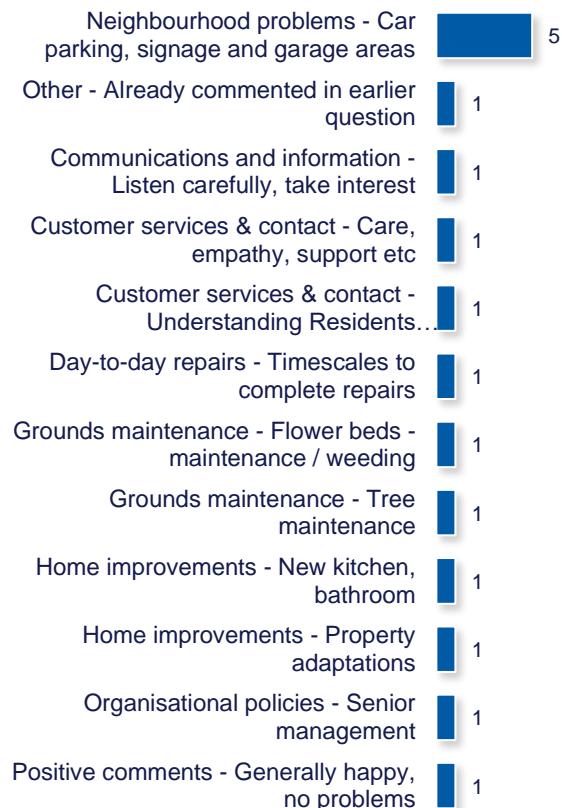 Neighbourhood problems - Car
parking, signage and garage areas
5
Other - Already commented in earlier
question
1
Communications and information -
Listen carefully, take interest
1
Customer services & contact - Care,
empathy, support etc
1
Customer services & contact -
Understanding Residents…
1
Day-to-day repairs - Timescales to
complete repairs
1
Grounds maintenance - Flower beds -
maintenance / weeding
1
Grounds maintenance - Tree
maintenance
1
Home improvements - New kitchen,
bathroom
1
Home improvements - Property
adaptations
1
Organisational policies - Senior
management
1
Positive comments - Generally happy,
no problems
1